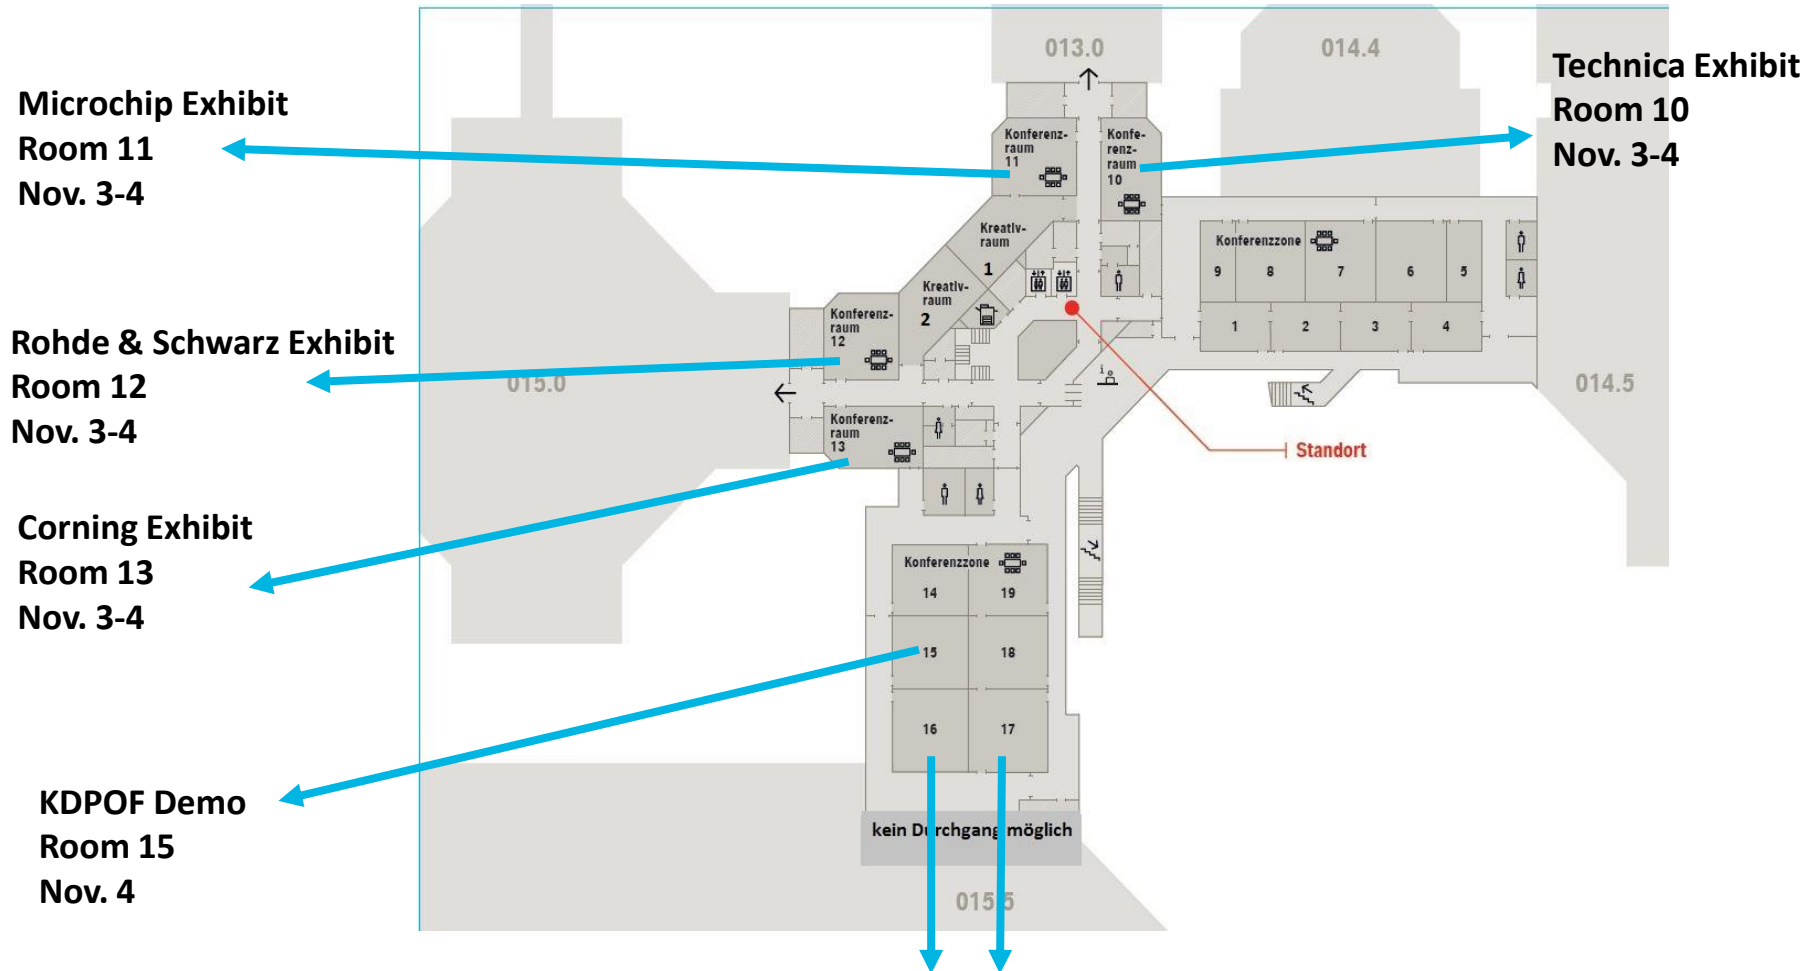 013.0
014.4
Technica Exhibit
Room 10
Nov. 3-4
Microchip Exhibit
Room 11
Nov. 3-4
Konferenz-
raum
11
Konfe-
renz-
raum
10
Kreativ-
raum
1
Kreativ-
raum
2
Konferenzzone
9
8
7
6
5
1
2
3
4
Konferenz-
raum
12
Rohde & Schwarz Exhibit
Room 12
Nov. 3-4
015.0
i
014.5
Konferenz-
raum
13
Standort
Corning Exhibit
Room 13
Nov. 3-4
Konferenzzone
14
19
15
18
16
17
KDPOF Demo
Room 15
Nov. 4
kein Durchgang möglich
015.5